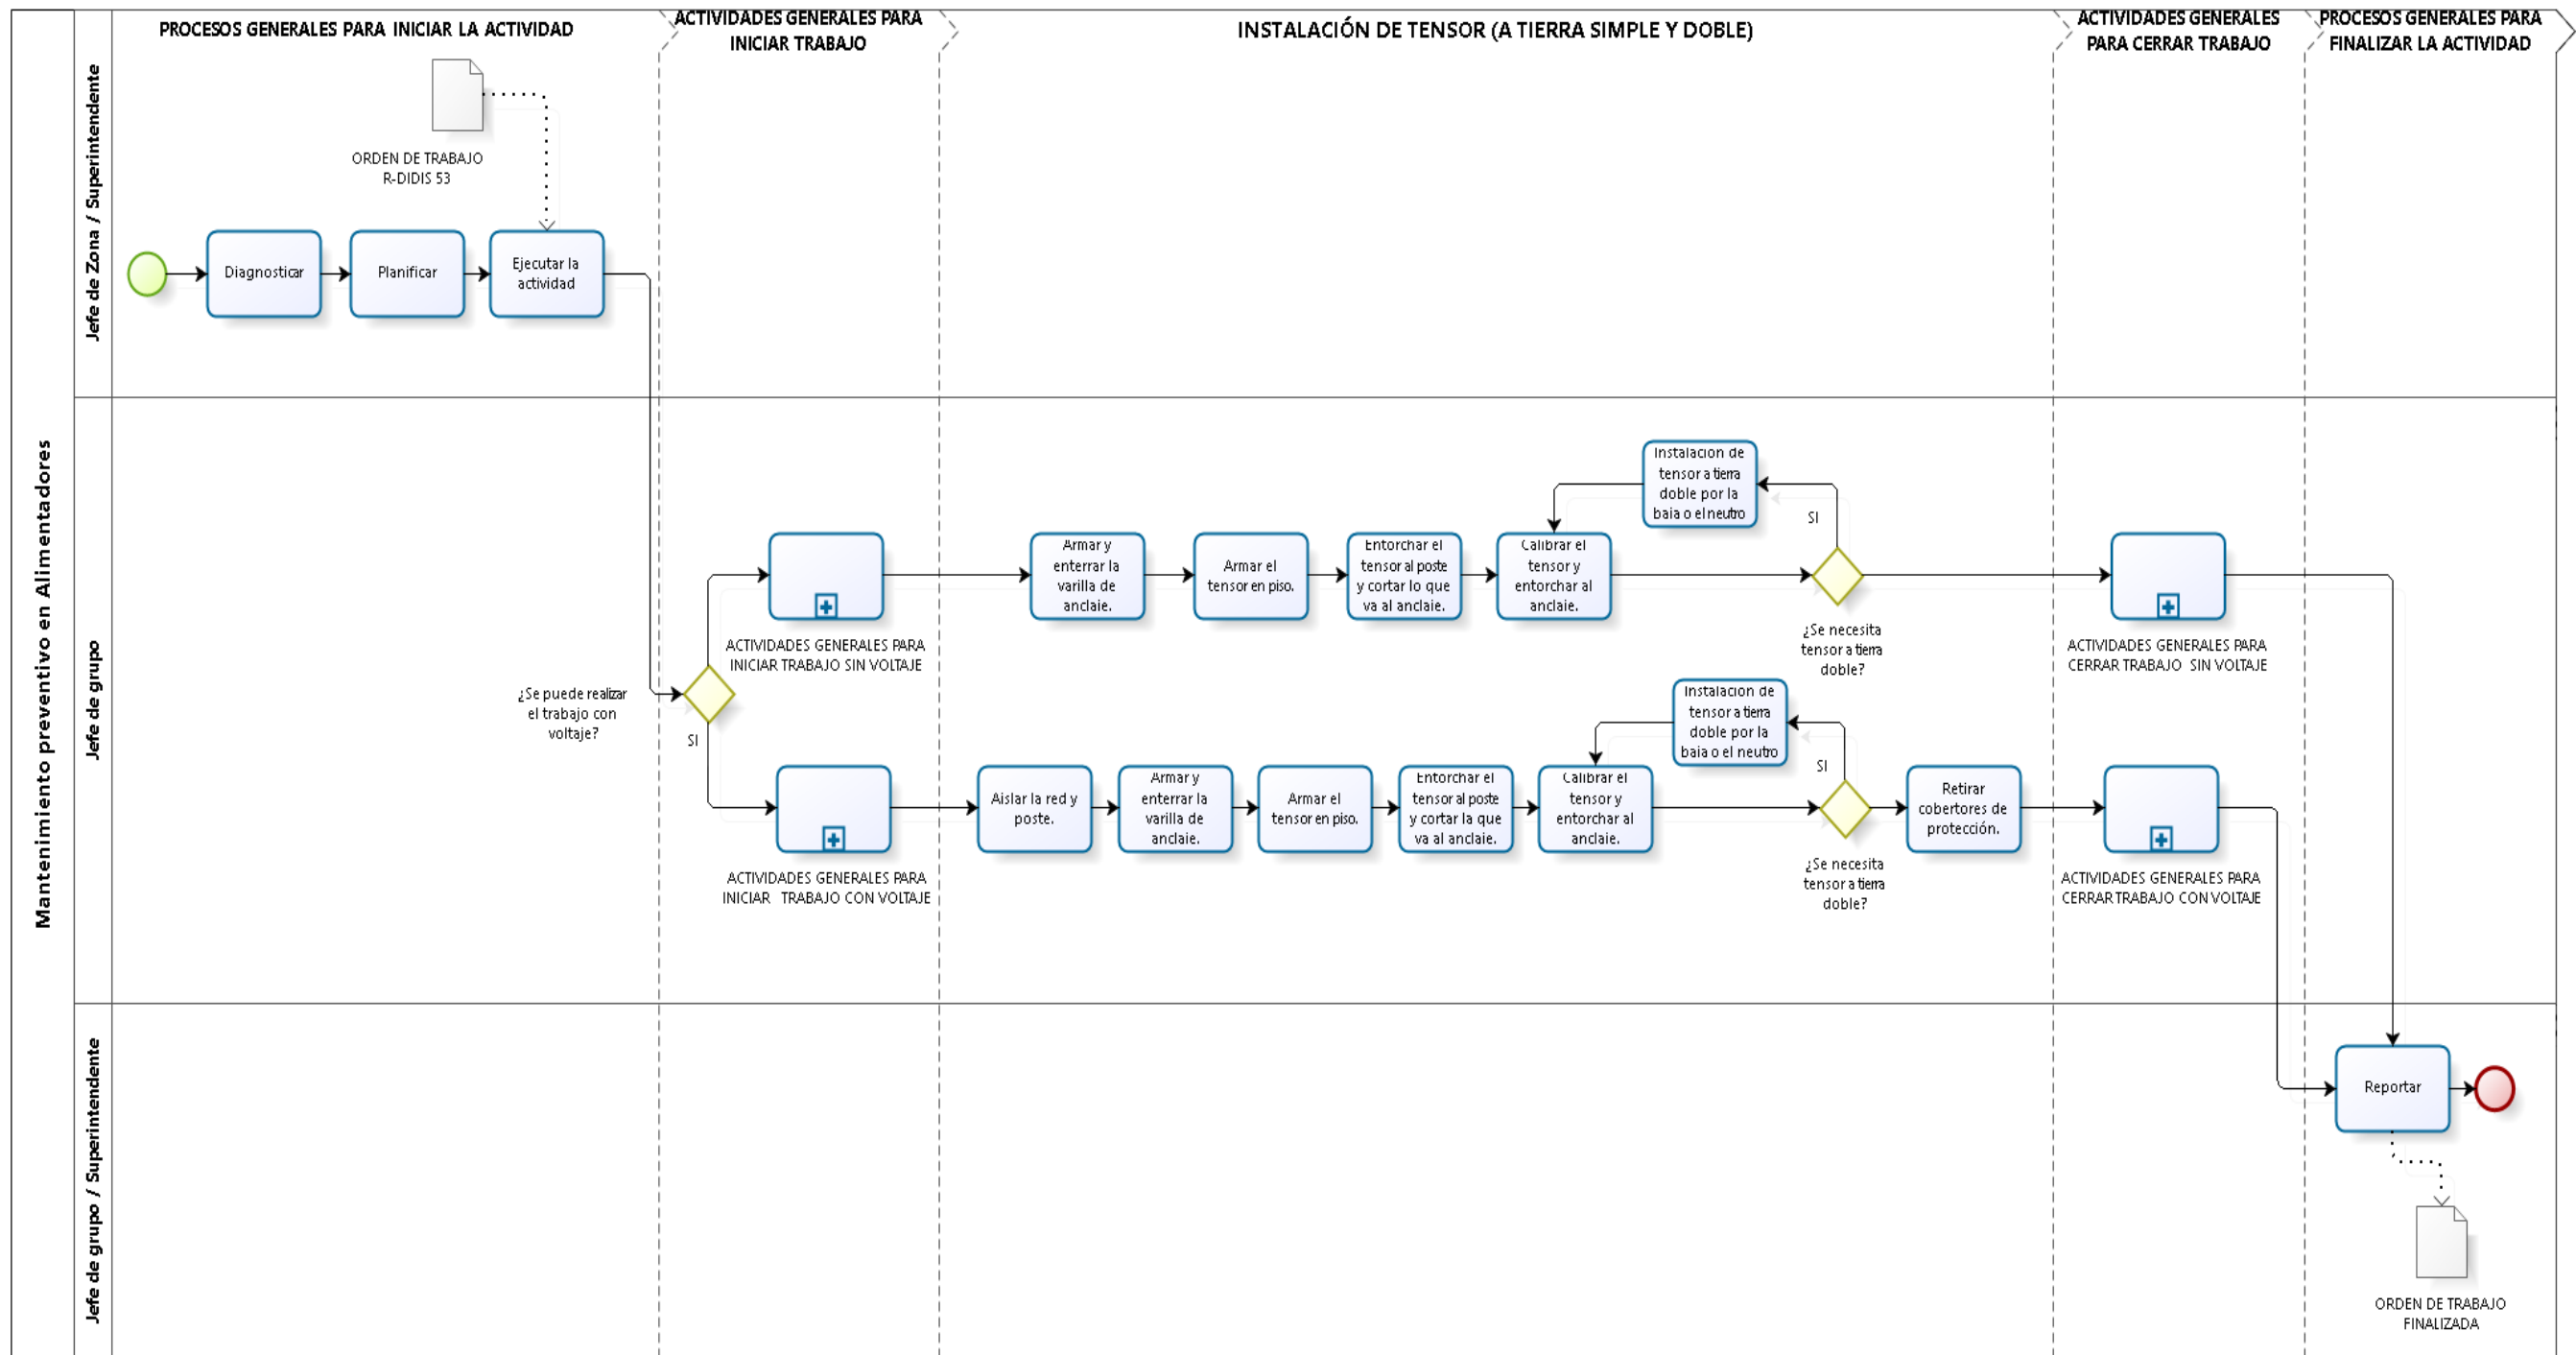 PROCESOS GENERALES PARA INICIAR LA ACTIVIDAD
ACTIVIDADES GENERALES PARA
INICIAR TRABAJO
INSTALACIÓN DE TENSOR (A TIERRA SIMPLE Y DOBLE)
ACTIVIDADES GENERALES
PARA CERRAR TRABAJO
PROCESOS GENERALES PARA
FINALIZAR LA ACTIVIDAD
Mantenimiento preventivo en Alimentadores
Jefe de Zona / Superintendente
ORDEN DE TRABAJO
R-DIDIS 53
Diagnosticar
Planificar
Ejecutar la
actividad
Jefe de grupo
¿Se puede realizar
el trabajo con
voltaje?
SI
ACTIVIDADES GENERALES PARA
INICIAR TRABAJO SIN VOLTAJE
Armar y
enterrar la
varilla de
anclaje.
Armar el
tensor en piso.
Entorchar el
tensor al poste
y cortar lo que
va al anclaje.
Calibrar el
tensor y
entorchar al
anclaje.
Instalación de
tensor a tierra
doble por la
baja o el neutro
SI
¿Se necesita
tensor a tierra
doble?
ACTIVIDADES GENERALES PARA
CERRAR TRABAJO SIN VOLTAJE
ACTIVIDADES GENERALES PARA
INICIAR TRABAJO CON VOLTAJE
Aislar la red y
poste.
Armar y
enterrar la
varilla de
anclaje.
Armar el
tensor en piso.
Entorchar el
tensor al poste
y cortar la que
va al anclaje.
Calibrar el
tensor y
entorchar al
anclaje.
Instalación de
tensor a tierra
doble por la
baja o el neutro
SI
¿Se necesita
tensor a tierra
doble?
Retirar
cobertores de
protección.
ACTIVIDADES GENERALES PARA
CERRAR TRABAJO CON VOLTAJE
Jefe de grupo / Superintendente
Reportar
ORDEN DE TRABAJO
FINALIZADA